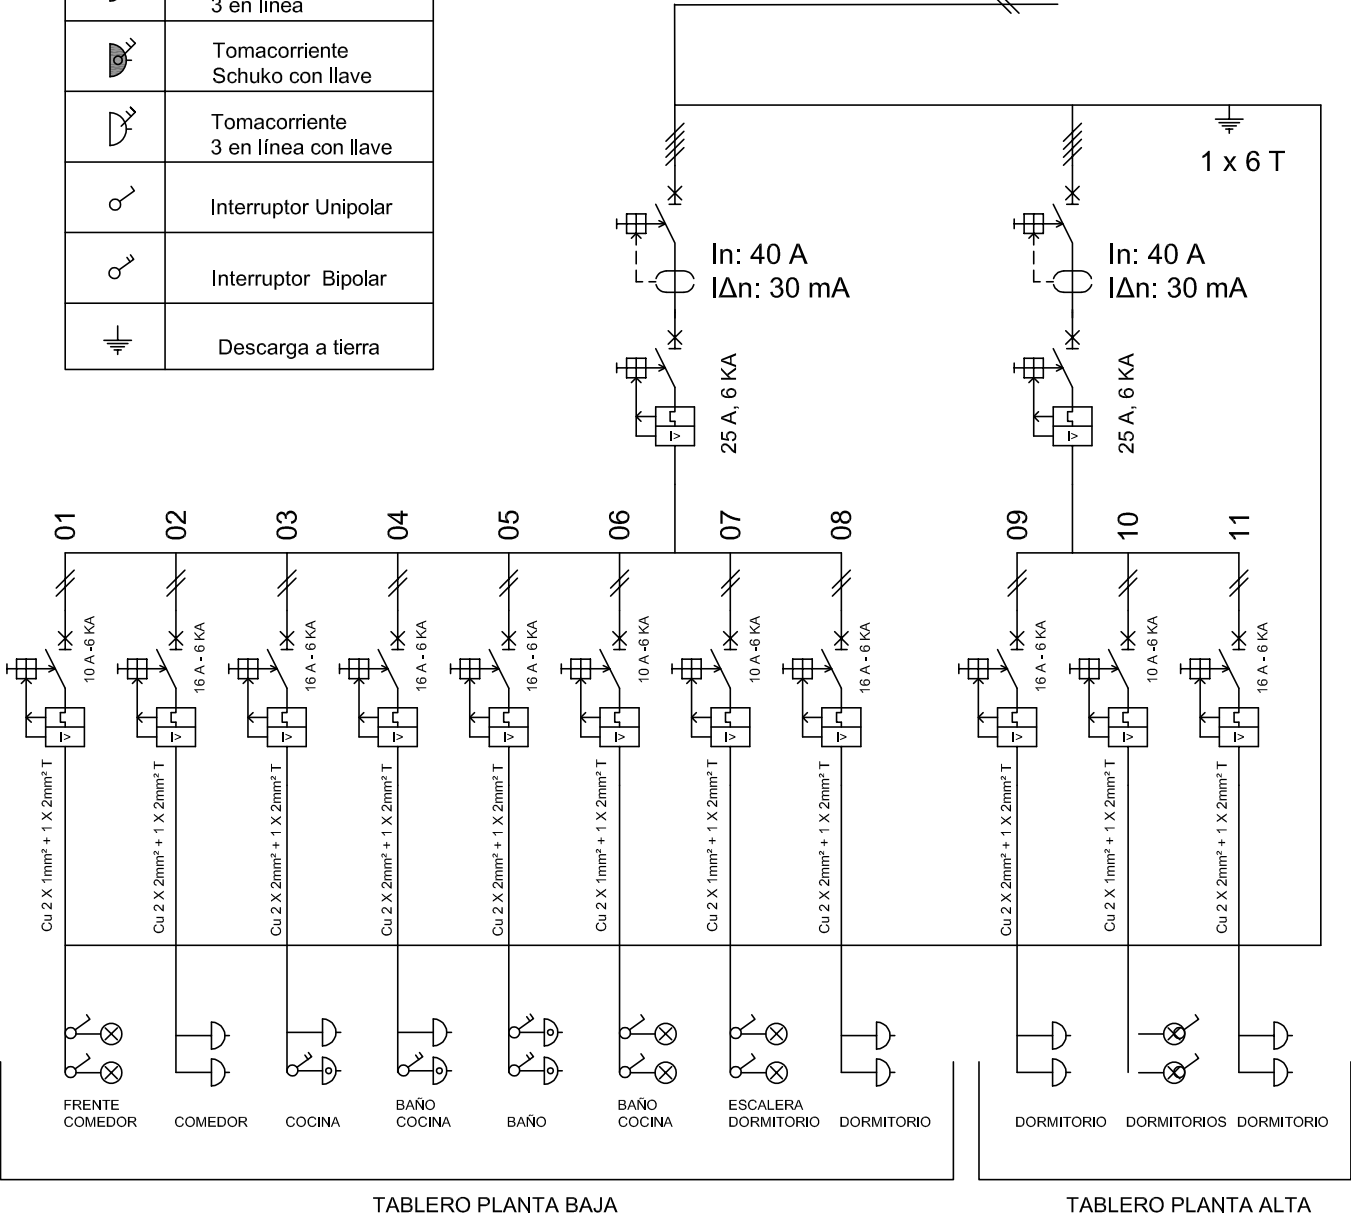 3 en línea
Tomacorriente
Schuko con llave
Tomacorriente
3 en línea con llave
Interruptor Unipolar
Interruptor Bipolar
Descarga a tierra
1 x 6 T
In: 40 A
IΔn: 30 mA
In: 40 A
IΔn: 30 mA
25 A, 6 KA
25 A, 6 KA
01
02
03
04
05
06
07
08
09
10
11
10 A -6 KA
16 A - 6 KA
16 A - 6 KA
16 A - 6 KA
16 A - 6 KA
10 A -6 KA
10 A -6 KA
16 A - 6 KA
16 A - 6 KA
10 A -6 KA
16 A - 6 KA
I>
I>
I>
I>
I>
I>
I>
I>
I>
I>
I>
I>
I>
Cu 2 X 1mm² + 1 X 2mm² T
Cu 2 X 2mm² + 1 X 2mm² T
Cu 2 X 2mm² + 1 X 2mm² T
Cu 2 X 2mm² + 1 X 2mm² T
Cu 2 X 2mm² + 1 X 2mm² T
Cu 2 X 1mm² + 1 X 2mm² T
Cu 2 X 1mm² + 1 X 2mm² T
Cu 2 X 2mm² + 1 X 2mm² T
Cu 2 X 2mm² + 1 X 2mm² T
Cu 2 X 1mm² + 1 X 2mm² T
Cu 2 X 2mm² + 1 X 2mm² T
FRENTE
COMEDOR
COMEDOR
COCINA
BAÑO
COCINA
BAÑO
BAÑO
COCINA
ESCALERA
DORMITORIO
DORMITORIO
DORMITORIO
DORMITORIOS
DORMITORIO
TABLERO PLANTA BAJA
TABLERO PLANTA ALTA